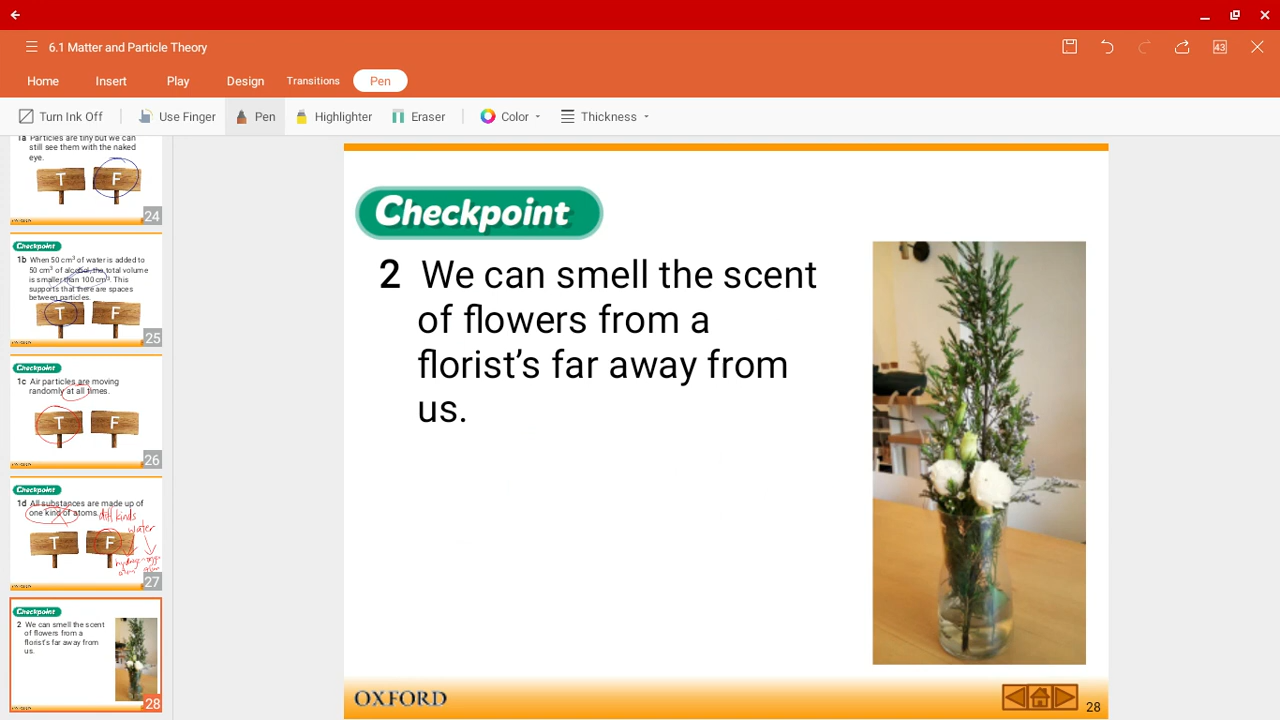 6.1 Matter and Particle Theory
43
Home Insert Play Design Transitions Pen
Turn Ink Off Use Finger Pen Highlighter Eraser Color Thickness
1a Particles are tiny but we can
still see them with the naked
eye.
T F
24
Checkpoint
1b When 50 cm³ of water is added to
50 cm³ of alcohol, the total volume
is smaller than 100 cm³. This
supports that there are spaces
between particles.
T F
25
Checkpoint
1c Air particles are moving
randomly at all times.
T F
26
Checkpoint
1d All substances are made up of
one kind of atoms. diff kinds
water
T F
27
Checkpoint
2 We can smell the scent
of flowers from a
florist's far away from
us.
28
Checkpoint
2 We can smell the scent
of flowers from a
florist's far away from
us.
OXFORD
28